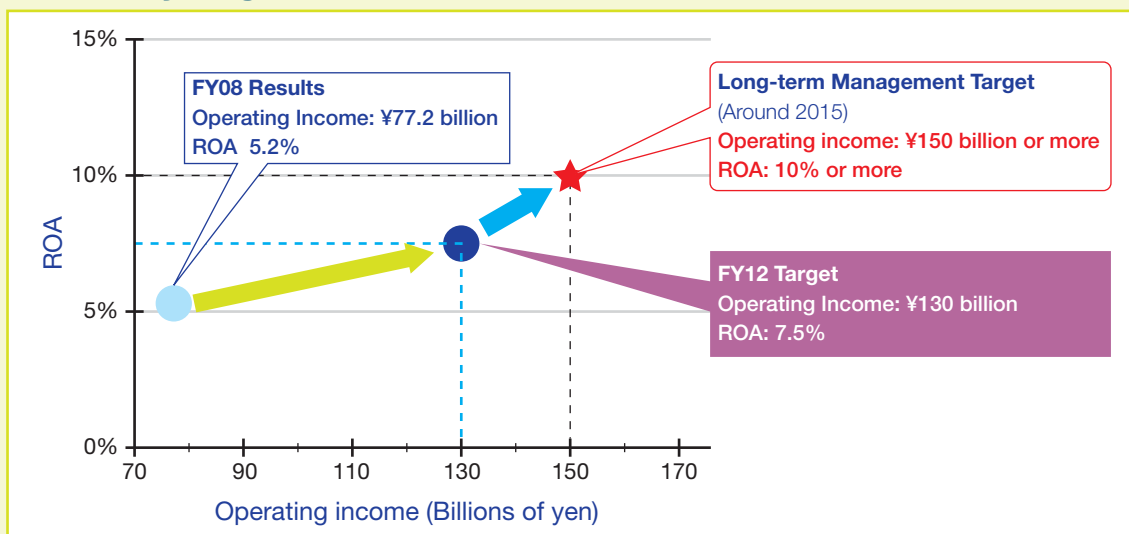 15%
FY08 Results
Operating Income: ¥77.2 billion
ROA 5.2%
Long-term Management Target
(Around 2015)
Operating income: ¥150 billion or more
ROA: 10% or more
10%
ROA
FY12 Target
Operating Income: ¥130 billion
ROA: 7.5%
5%
0%
70 90 110 130 150 170
Operating income (Billions of yen)